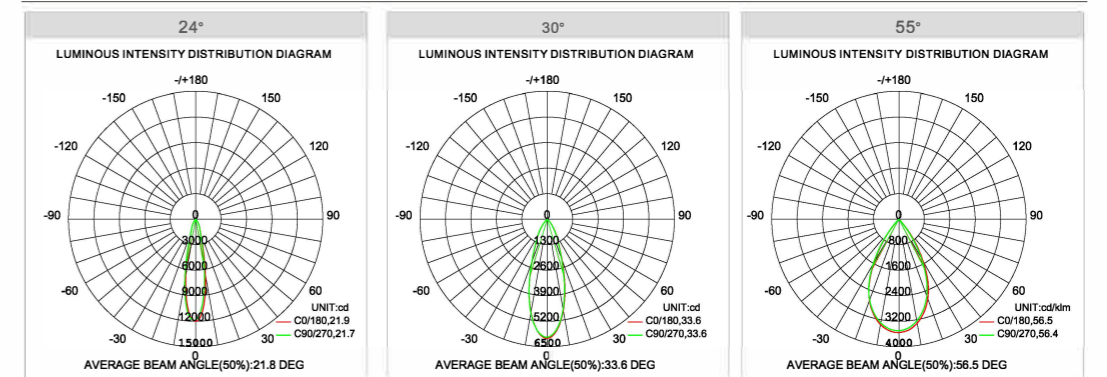 24°
LUMINOUS INTENSITY DISTRIBUTION DIAGRAM
-/+180
-150 150
-120 120
-90 0 90
3000
6000
-60 9000 60
12000
UNIT:cd
C0/180,21.9
-30 15000 30
C90/270,21.7
0
AVERAGE BEAM ANGLE(50%):21.8 DEG
30°
LUMINOUS INTENSITY DISTRIBUTION DIAGRAM
-/+180
-150 150
-120 120
-90 0 90
1300
2600
-60 3900 60
5200
UNIT:cd
C0/180,33.6
-30 6500 30
C90/270,33.6
0
AVERAGE BEAM ANGLE(50%):33.6 DEG
55°
LUMINOUS INTENSITY DISTRIBUTION DIAGRAM
-/+180
-150 150
-120 120
-90 0 90
800
1600
-60 2400 60
3200
UNIT:cd/klm
C0/180,56.5
-30 4000 30
C90/270,56.4
0
AVERAGE BEAM ANGLE(50%):56.5 DEG